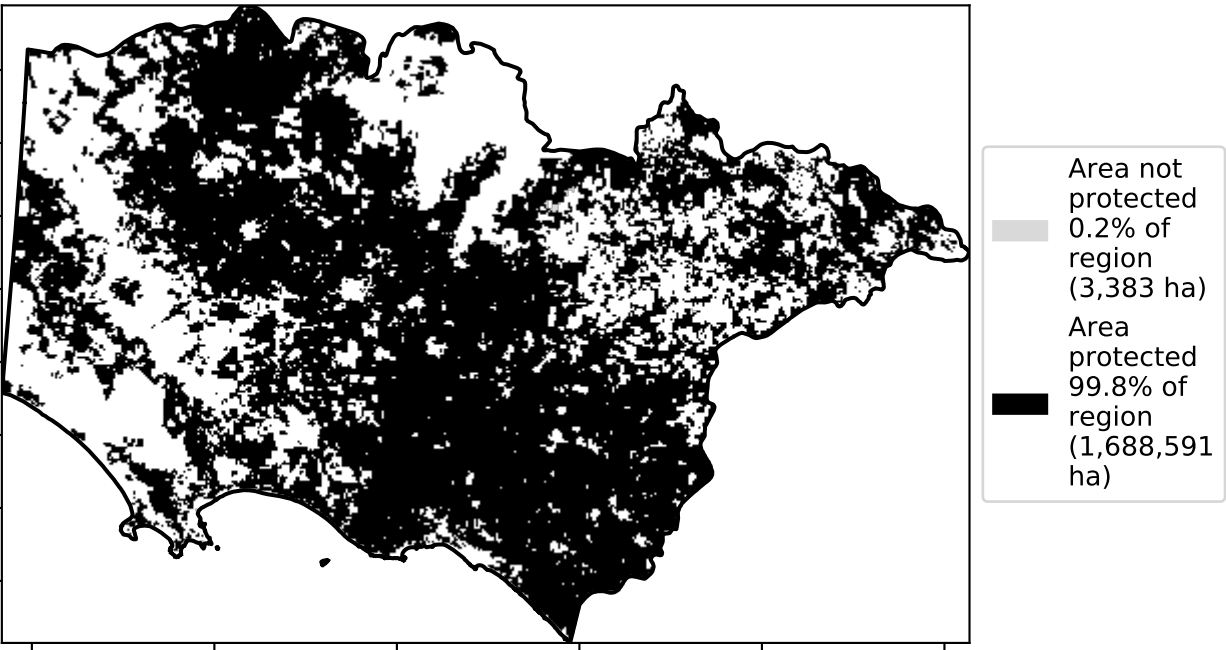 Area not
protected
0.2% of
region
(3,383 ha)
Area
protected
99.8% of
region
(1,688,591
ha)